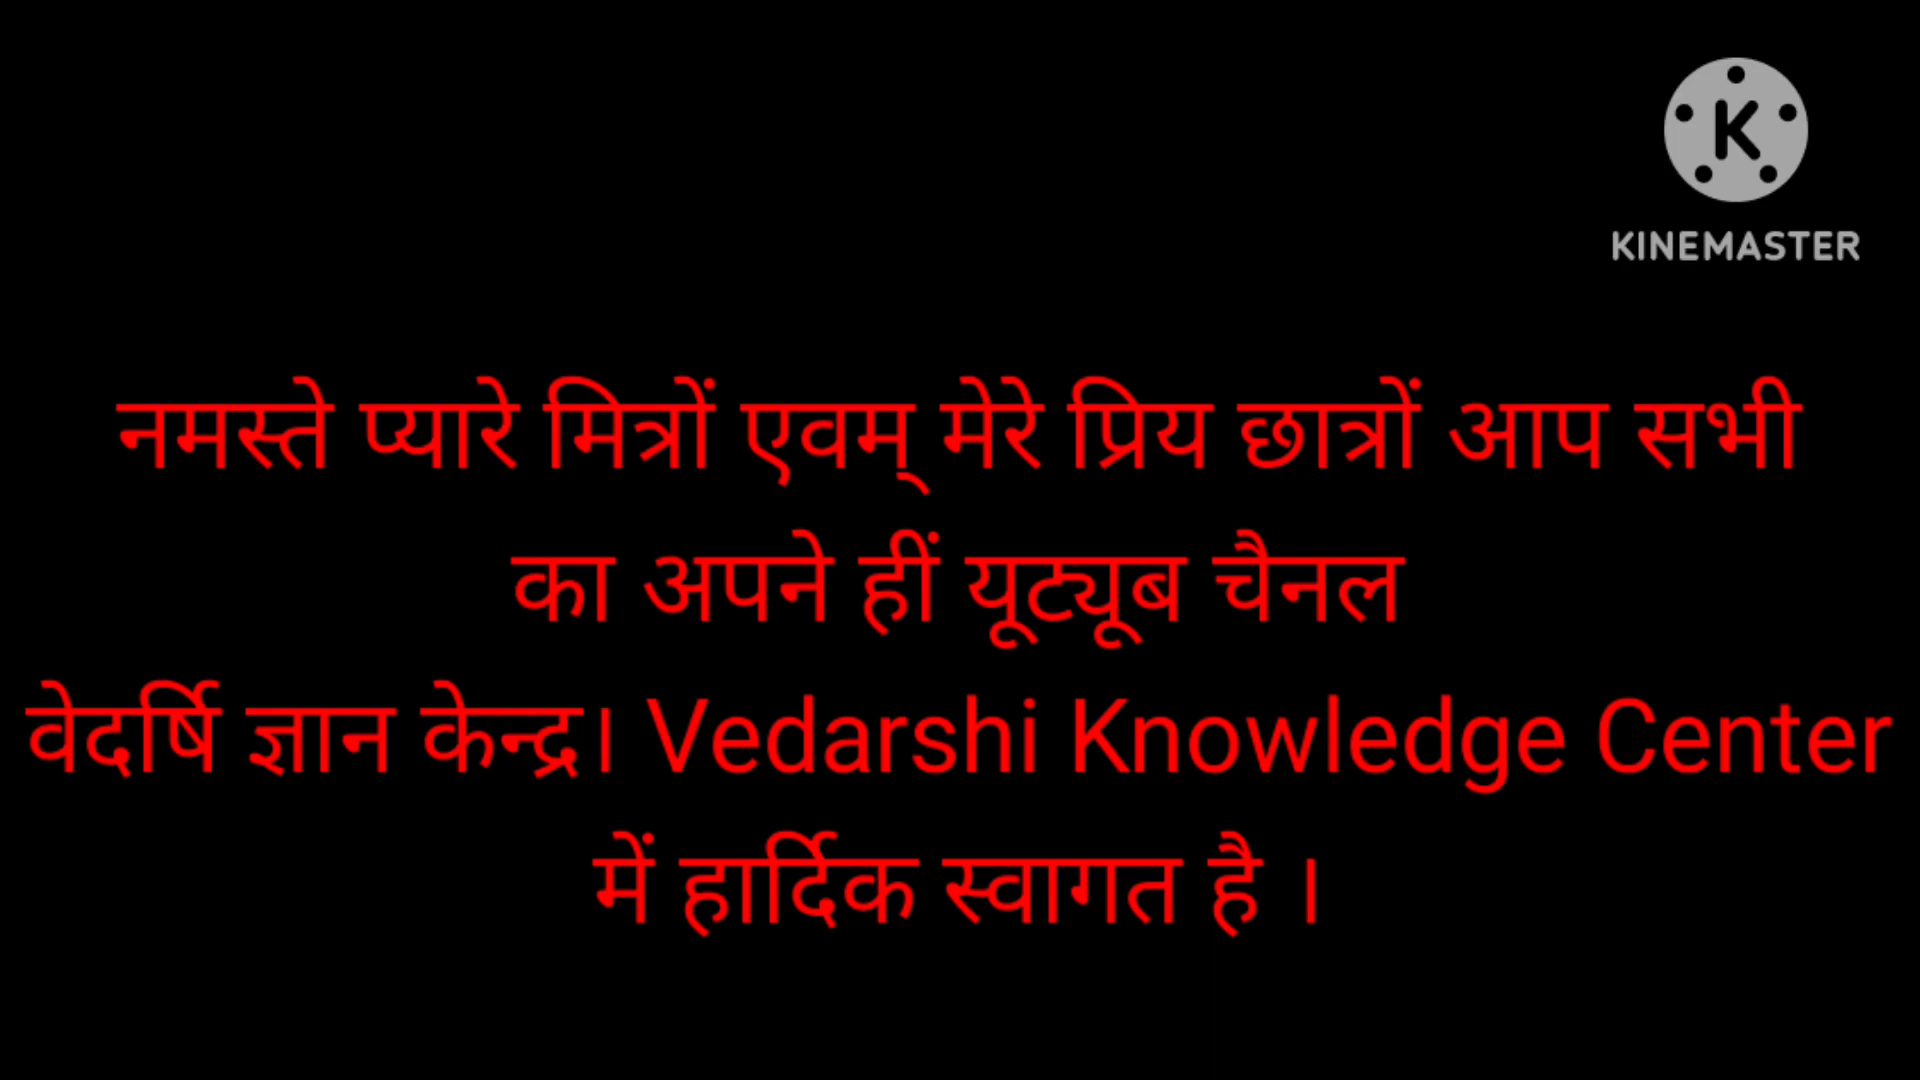 KINEMASTER
नमस्ते प्यारे मित्रों एवम् मेरे प्रिय छात्रों आप सभी
का अपने हीं यूट्यूब चैनल
वेदर्षि ज्ञान केन्द्र। Vedarshi Knowledge Center
में हार्दिक स्वागत है ।